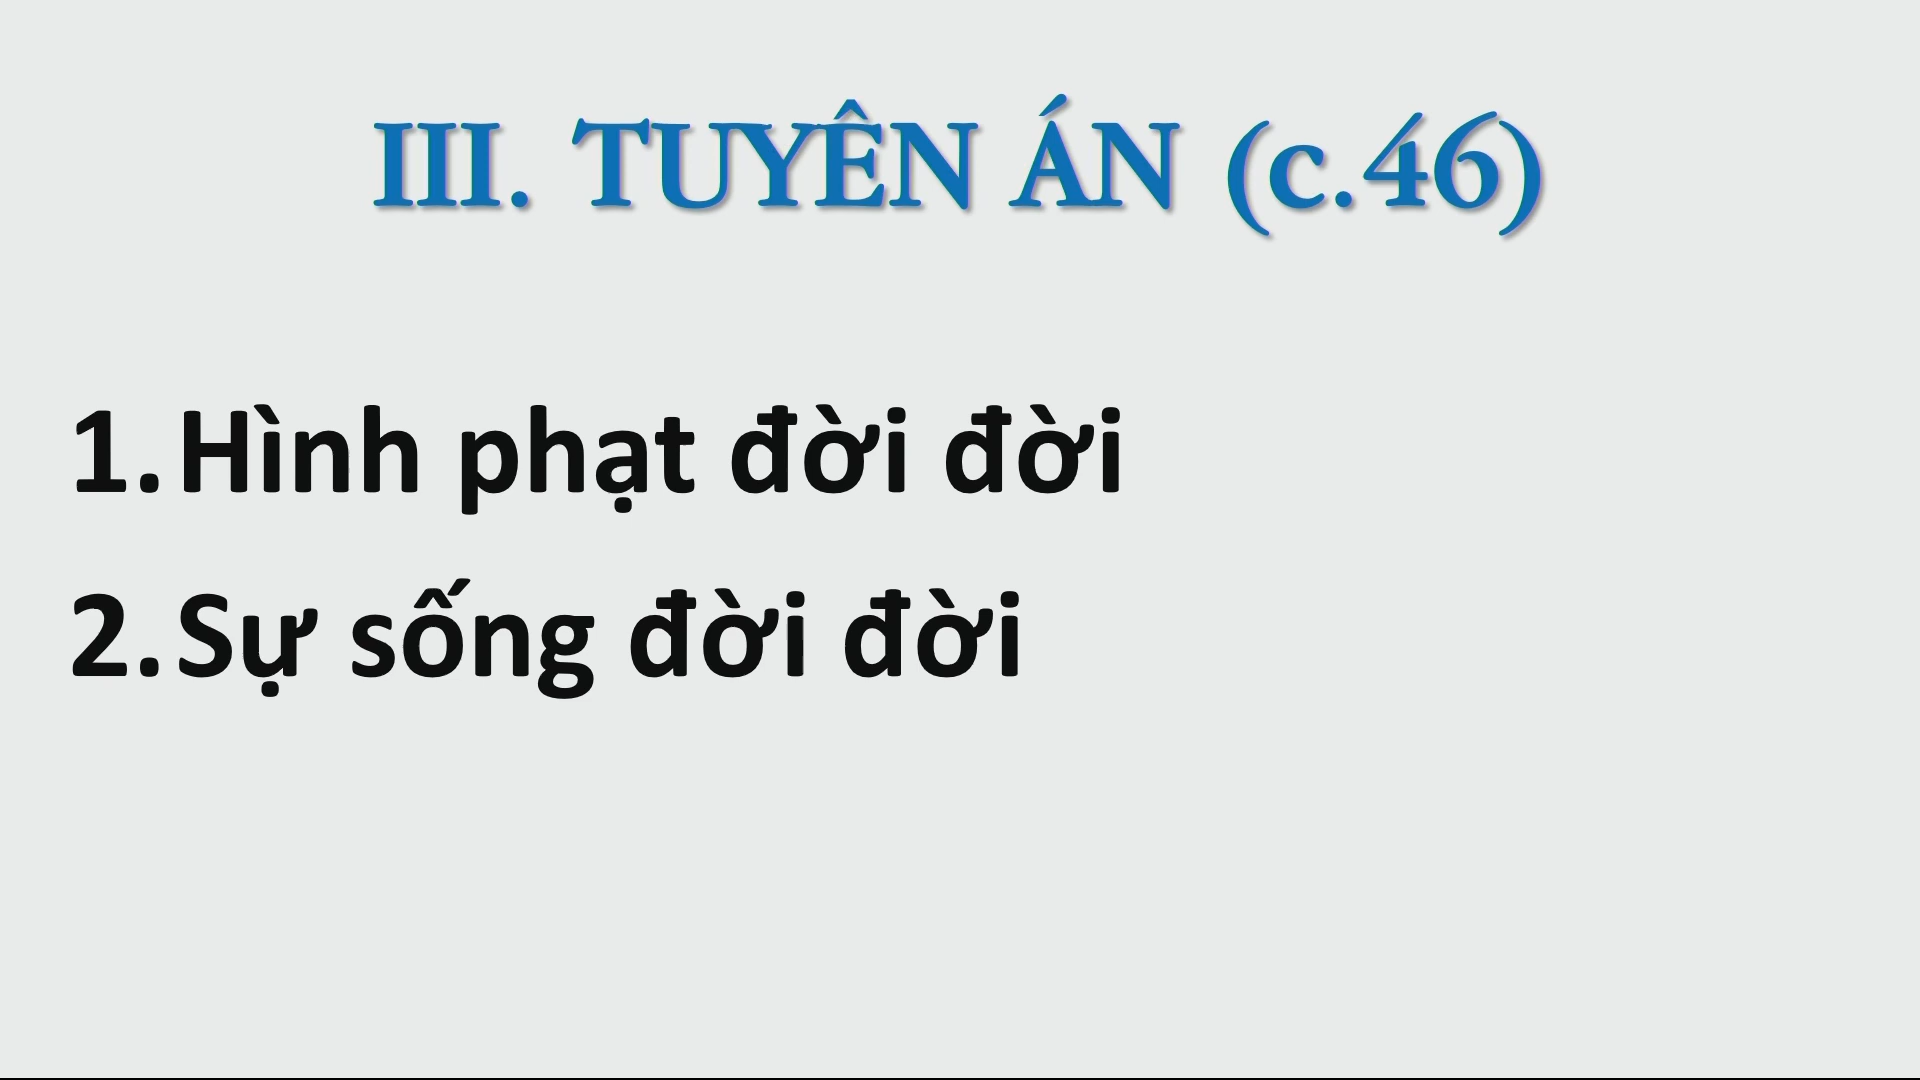 III. TUYÊN ÁN (c.46)
1. Hình phạt đời đời
2. Sự sống đời đời